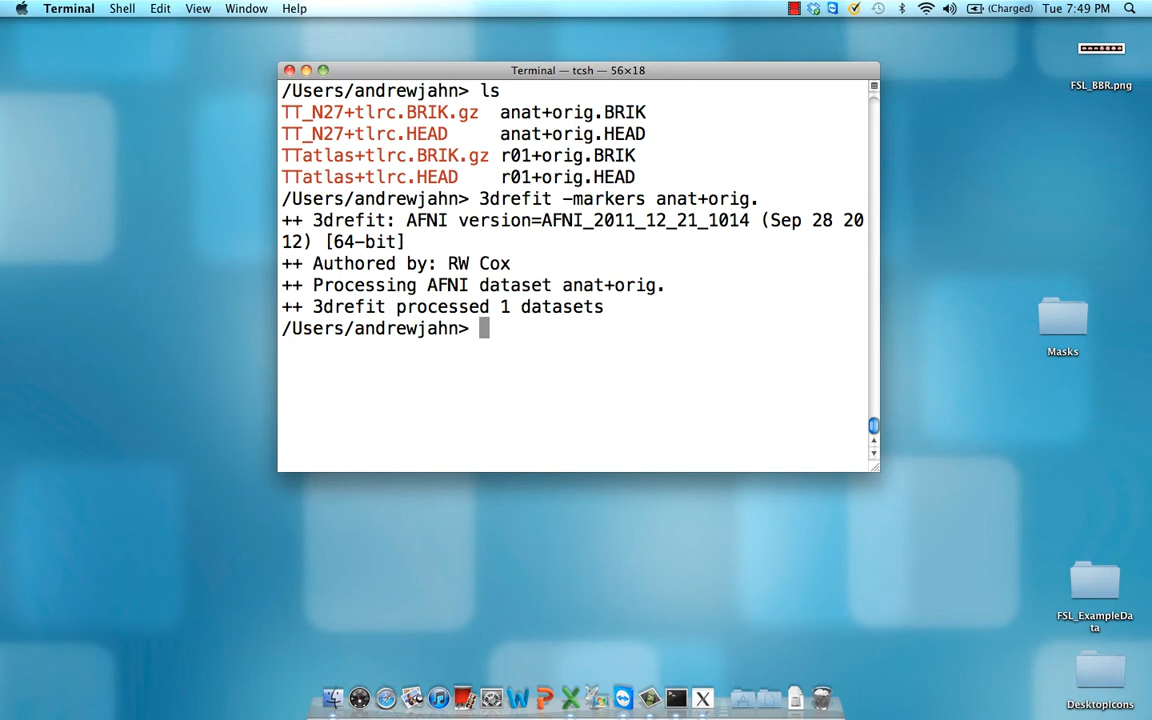 Terminal Shell Edit View Window Help (Charged) Tue 7:49 PM
Terminal — tcsh — 56×18
/Users/andrewjahn> ls
TT_N27+tlrc.BRIK.gz anat+orig.BRIK
TT_N27+tlrc.HEAD anat+orig.HEAD
TTatlas+tlrc.BRIK.gz r01+orig.BRIK
TTatlas+tlrc.HEAD r01+orig.HEAD
/Users/andrewjahn> 3drefit -markers anat+orig.
++ 3drefit: AFNI version=AFNI_2011_12_21_1014 (Sep 28 20
12) [64-bit]
++ Authored by: RW Cox
++ Processing AFNI dataset anat+orig.
++ 3drefit processed 1 datasets
/Users/andrewjahn>
FSL_BBR.png
Masks
FSL_ExampleDa
ta
DesktopIcons